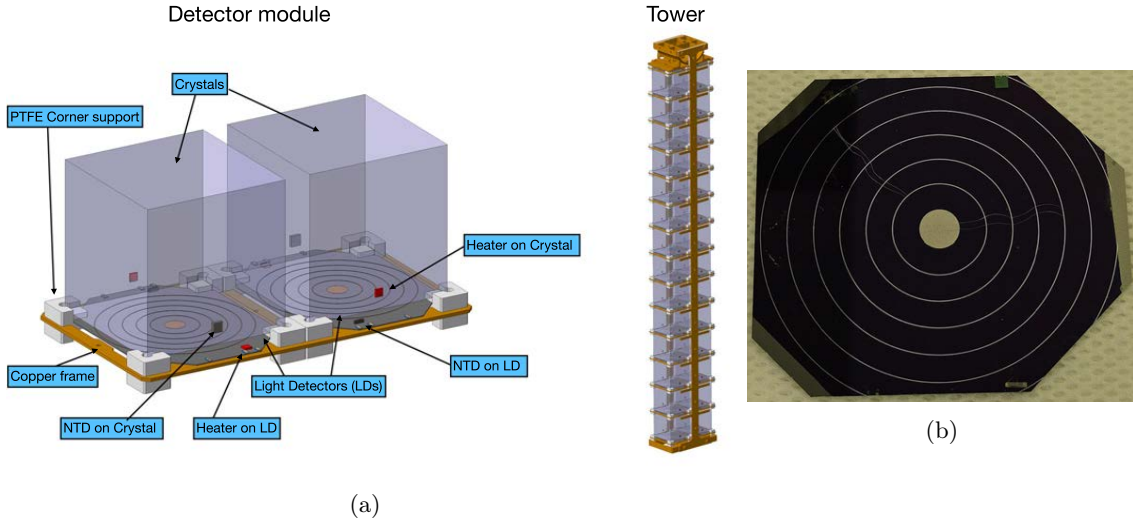 Detector module
Tower
Crystals
PTFE Corner support
Heater on Crystal
NTD on LD
Copper frame
Light Detectors (LDs)
NTD on Crystal
Heater on LD
(b)
(a)